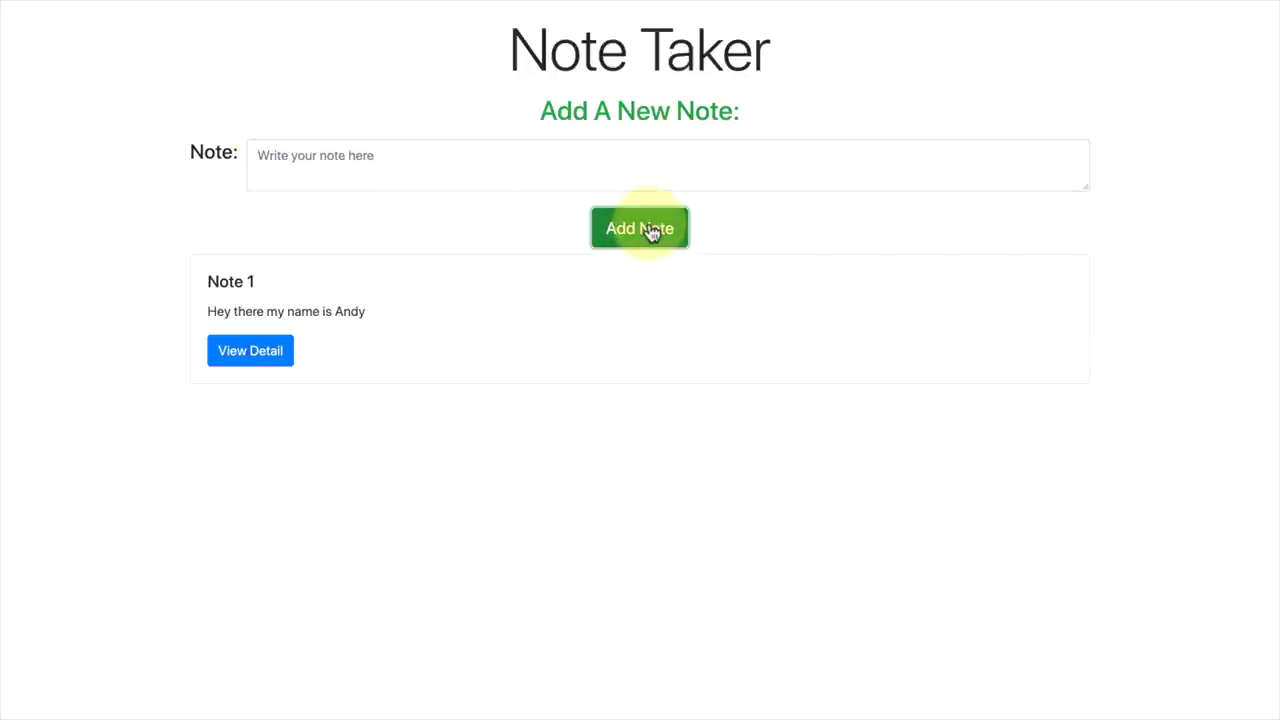 Note Taker
Add A New Note:
Note:
Write your note here
Add Note
Note 1
Hey there my name is Andy
View Detail